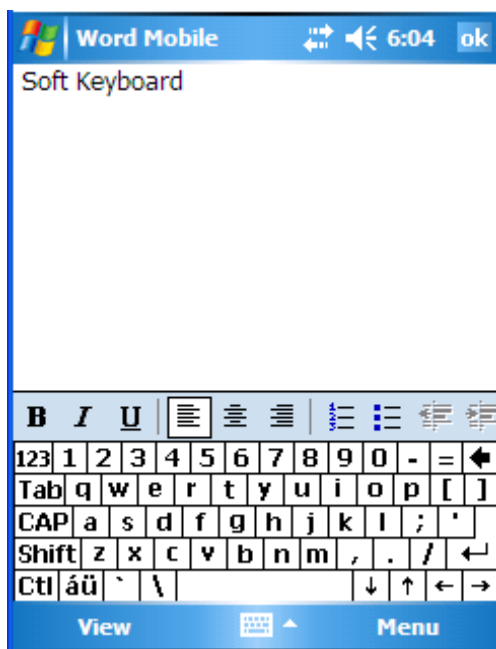 Word Mobile 6:04 ok
Soft Keyboard
B I U
123 1 2 3 4 5 6 7 8 9 0 - = 🡸
Tab q w e r t y u i o p [ ]
CAP a s d f g h j k l ; '
Shift z x c v b n m , . / ↵
Ctl áü ` \ ↓ ↑ ← →
View Menu